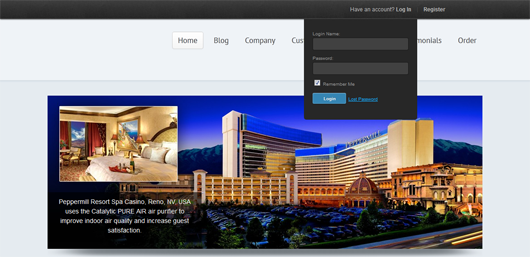 Have an account? Log In
Register
Home
Blog
Company
Cus
monials
Order
Login Name:
Password
Remember Me
Login
Lost Password
Peppermill Resort Spa Casino, Reno, NV, USA
uses the Catalytic PURE AIR air purifier to
improve indoor air quality and increase guest
satisfaction.